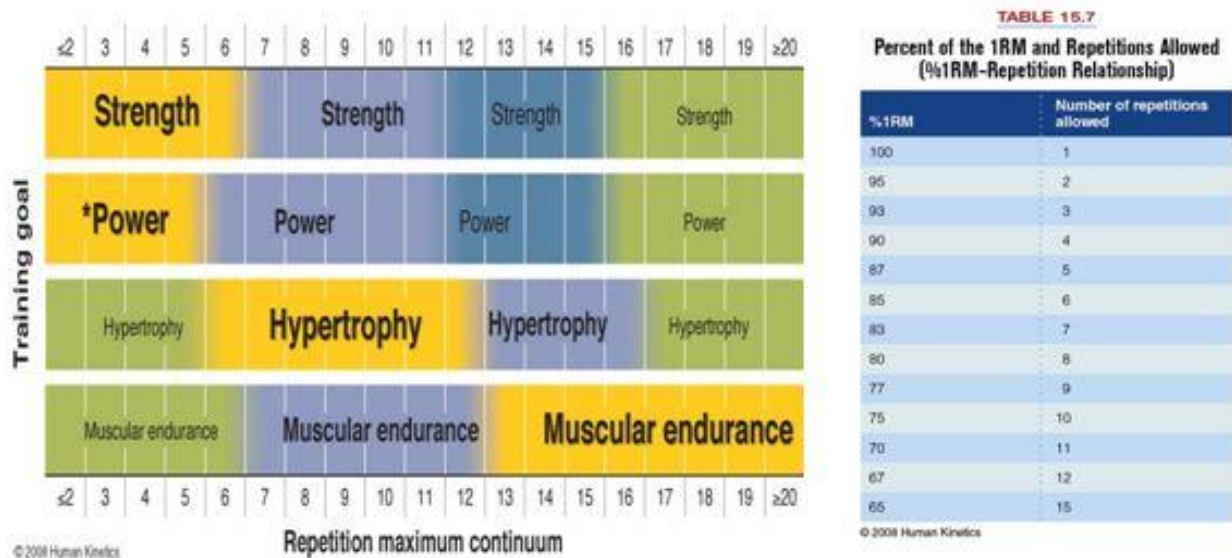 ≤2 3 4 5 6 7 8 9 10 11 12 13 14 15 16 17 18 19 ≥20
Strength Strength Strength Strength
*Power Power Power Power
Hypertrophy Hypertrophy Hypertrophy Hypertrophy
Muscular endurance Muscular endurance Muscular endurance
≤2 3 4 5 6 7 8 9 10 11 12 13 14 15 16 17 18 19 ≥20
Training goal
Repetition maximum continuum
© 2008 Human Kinetics
TABLE 15.7
Percent of the 1RM and Repetitions Allowed
(%1RM-Repetition Relationship)
%1RM Number of repetitions
allowed
100 1
95 2
93 3
90 4
87 5
85 6
83 7
80 8
77 9
75 10
70 11
67 12
65 15
© 2008 Human Kinetics